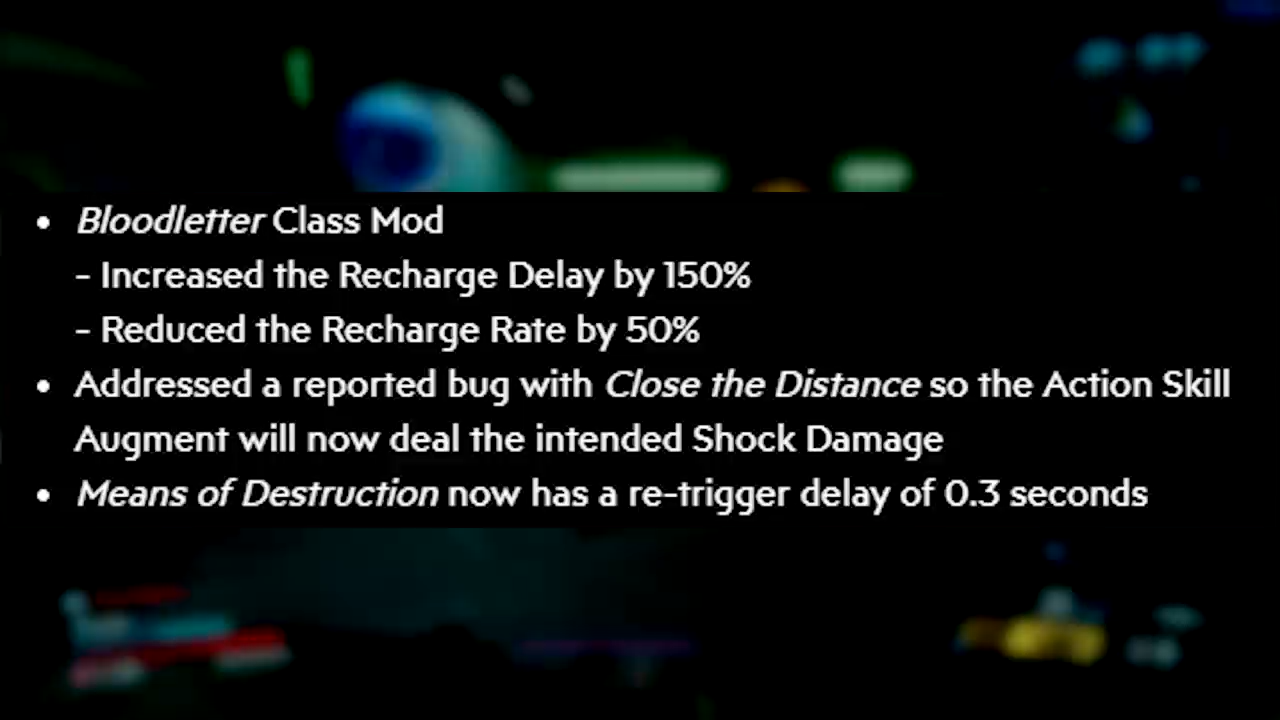 • Bloodletter Class Mod
- Increased the Recharge Delay by 150%
- Reduced the Recharge Rate by 50%
• Addressed a reported bug with Close the Distance so the Action Skill
Augment will now deal the intended Shock Damage
• Means of Destruction now has a re-trigger delay of 0.3 seconds